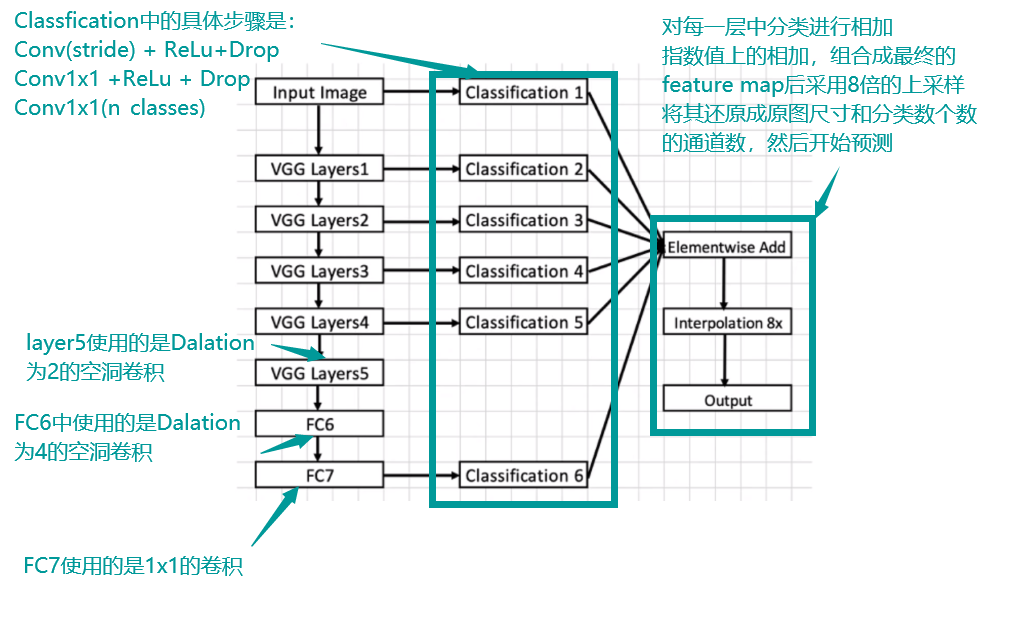 Classfication中的具体步骤是：
Conv(stride) + ReLu+Drop
Conv1x1 +ReLu + Drop
Conv1x1(n classes)
对每一层中分类进行相加
指数值上的相加，组合成最终的
feature map后采用8倍的上采样
将其还原成原图尺寸和分类数个数
的通道数，然后开始预测
Input Image
Classification 1
VGG Layers1
Classification 2
VGG Layers2
Classification 3
VGG Layers3
Classification 4
VGG Layers4
Classification 5
VGG Layers5
FC6
FC7
Classification 6
Elementwise Add
Interpolation 8x
Output
layer5使用的是Dalation
为2的空洞卷积
FC6中使用的是Dalation
为4的空洞卷积
FC7使用的是1x1的卷积